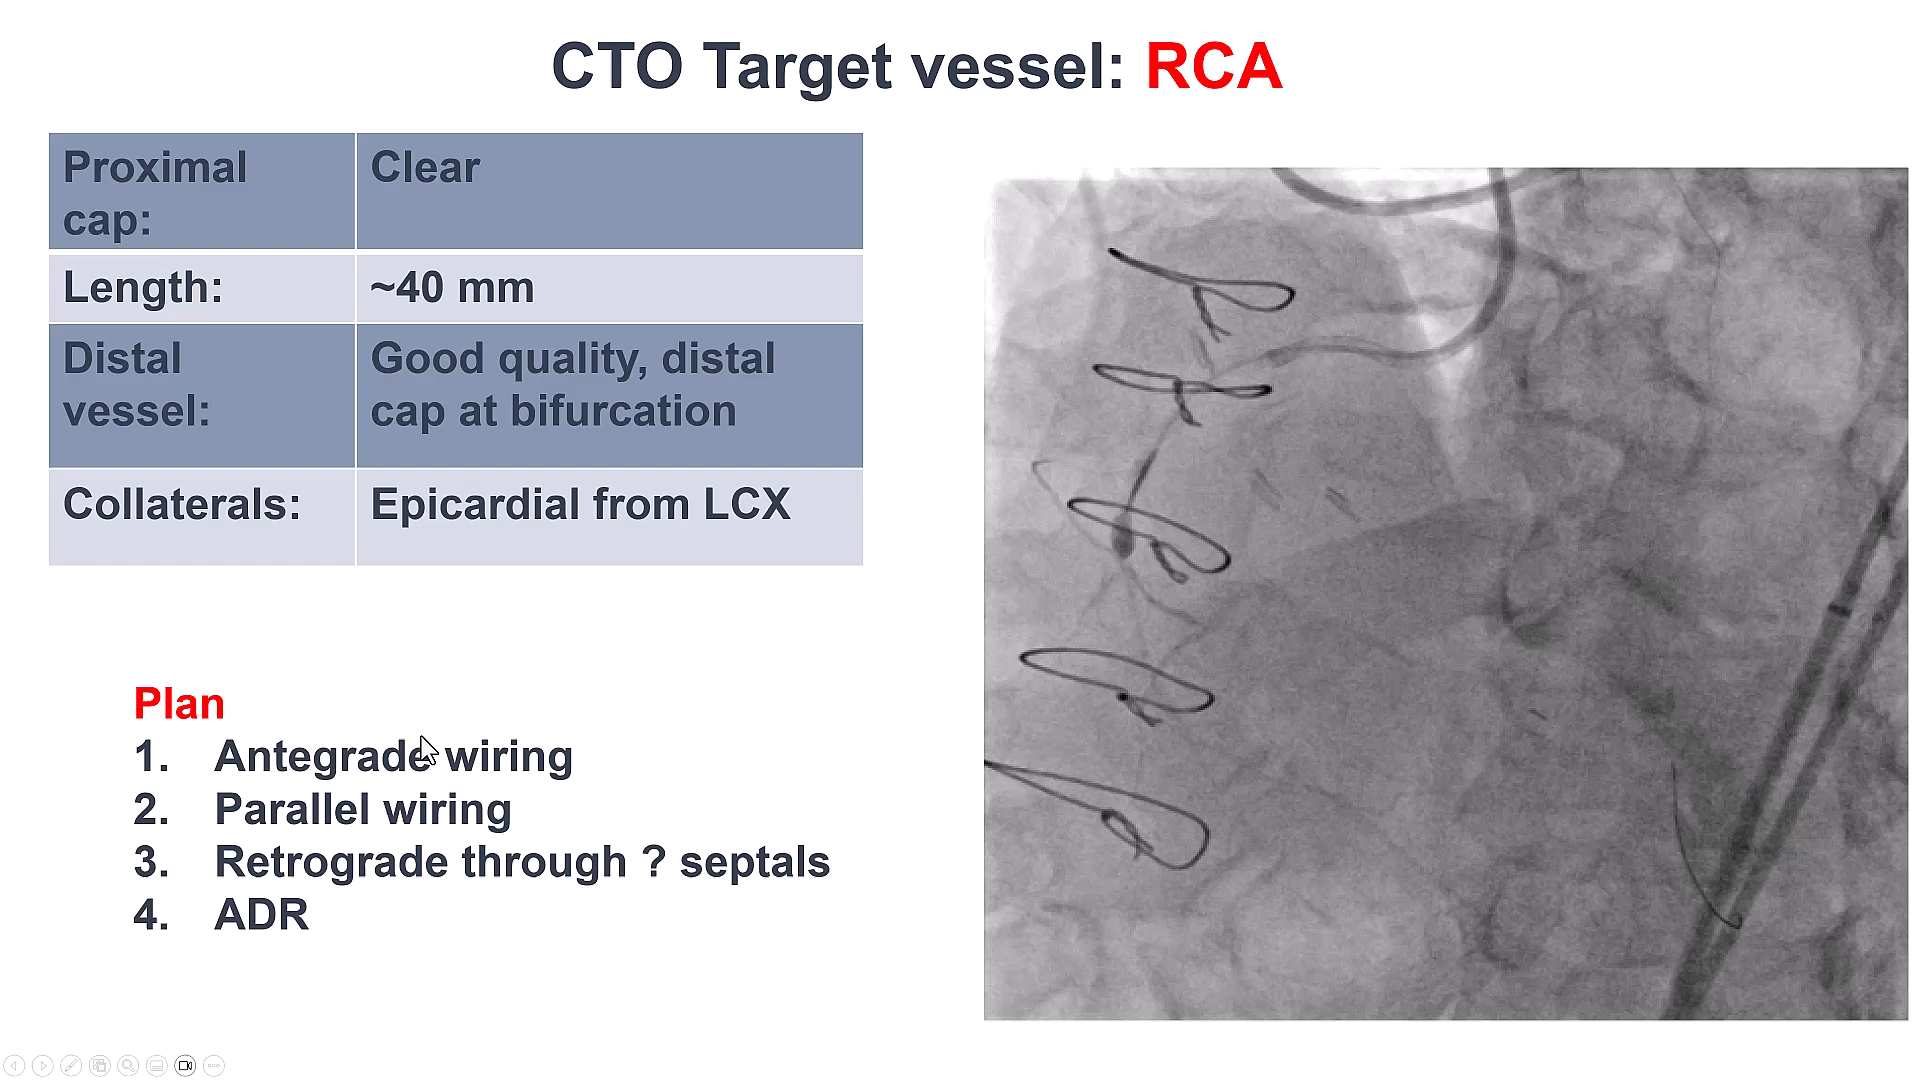 CTO Target vessel: RCA
Proximal
cap:
Clear
Length:
~40 mm
Distal
vessel:
Good quality, distal
cap at bifurcation
Collaterals:
Epicardial from LCX
Plan
1. Antegrade wiring
2. Parallel wiring
3. Retrograde through ? septals
4. ADR